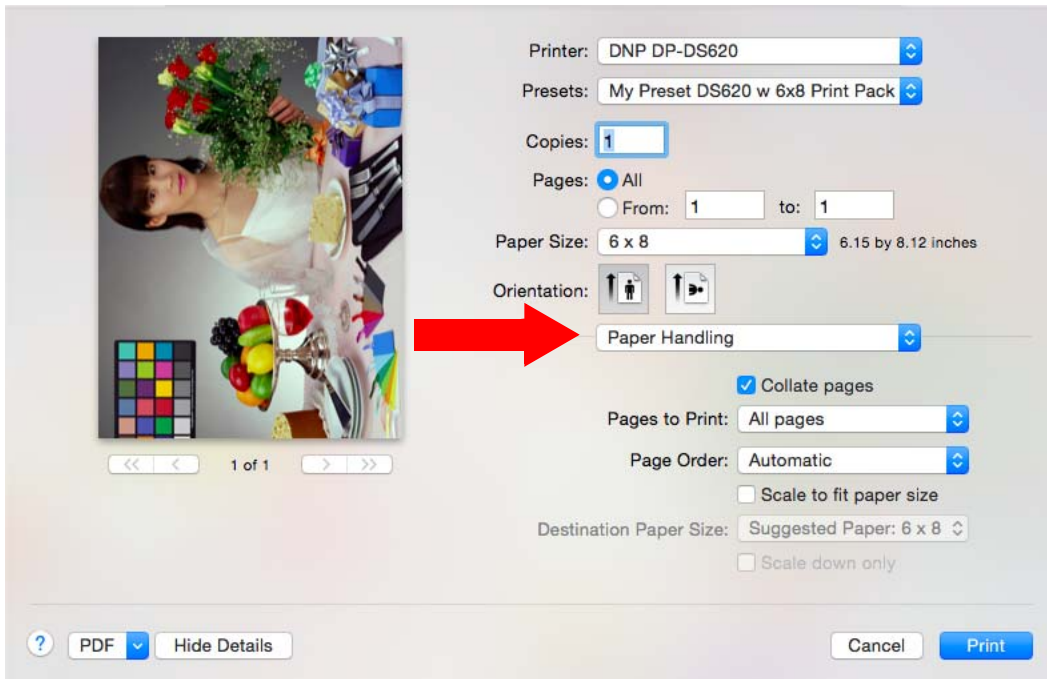 Printer: DNP DP-DS620
Presets: My Preset DS620 w 6x8 Print Pack
Copies: 1
Pages: All
From: 1 to: 1
Paper Size: 6 x 8 6.15 by 8.12 inches
Orientation:
Paper Handling
Collate pages
Pages to Print: All pages
Page Order: Automatic
Scale to fit paper size
Destination Paper Size: Suggested Paper: 6 x 8
Scale down only
<< < 1 of 1 > >>
? PDF Hide Details Cancel Print